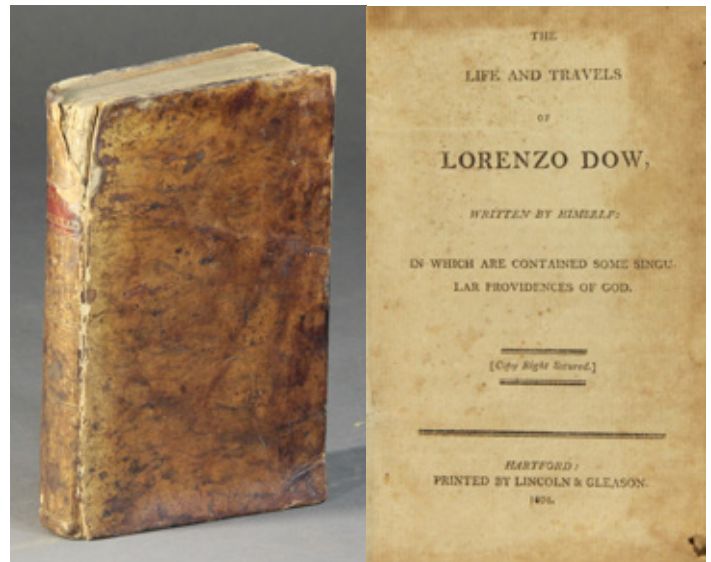 THE
LIFE AND TRAVELS
OF
LORENZO DOW,
WRITTEN BY HIMSELF:
IN WHICH ARE CONTAINED SOME SINGU-
LAR PROVIDENCES OF GOD.
[Copy Right Secured.]
HARTFORD:
PRINTED BY LINCOLN & GLEASON.